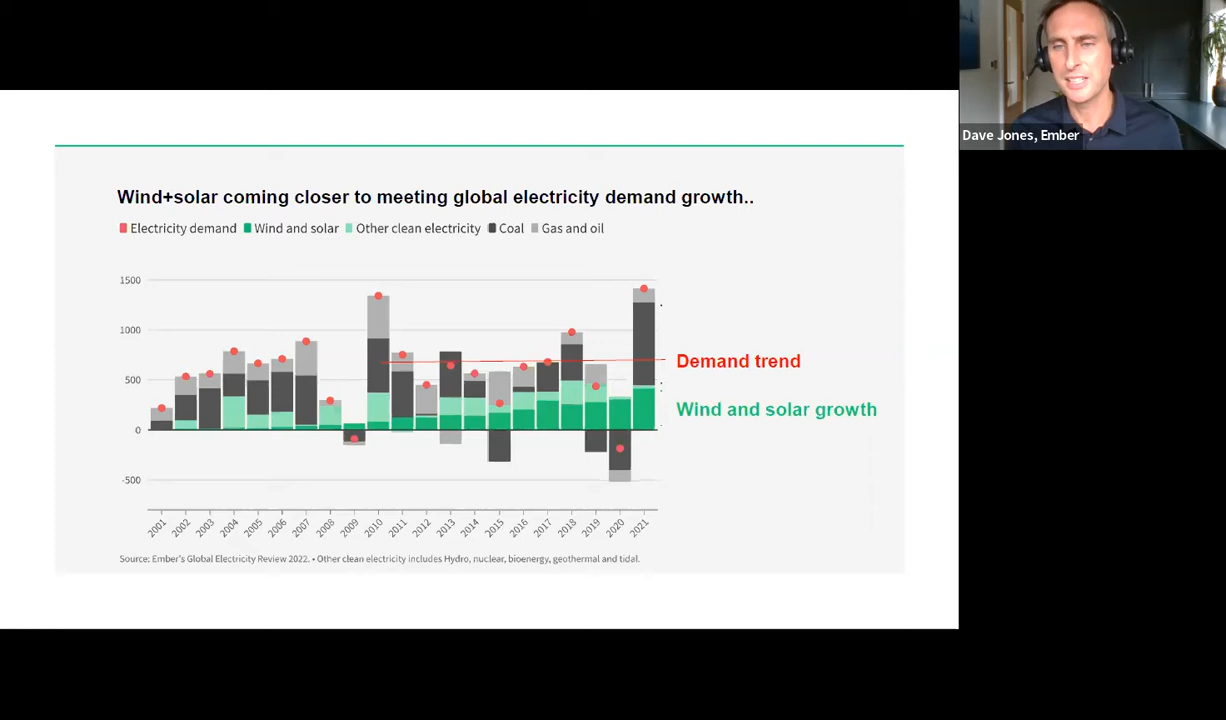 Dave Jones, Ember
Wind+solar coming closer to meeting global electricity demand growth..
Electricity demand Wind and solar Other clean electricity Coal Gas and oil
1500
1000
500
0
-500
Demand trend
Wind and solar growth
2001 2002 2003 2004 2005 2006 2007 2008 2009 2010 2011 2012 2013 2014 2015 2016 2017 2018 2019 2020 2021
Source: Ember's Global Electricity Review 2022. • Other clean electricity includes Hydro, nuclear, bioenergy, geothermal and tidal.